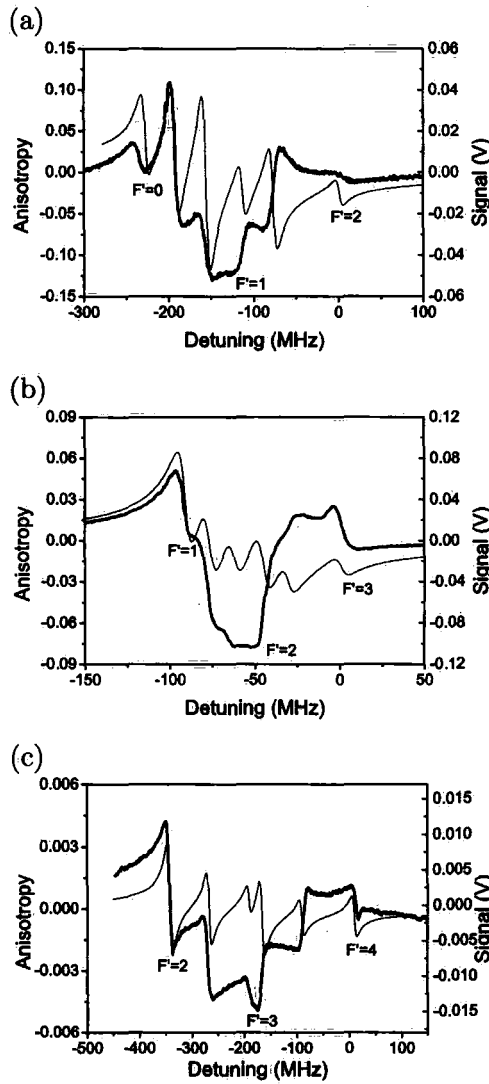 (a)
0.15
0.10
0.05
0.00
-0.05
-0.10
-0.15
Anisotropy
0.06
0.04
0.02
0.00
-0.02
-0.04
-0.06
Signal (V)
F'=0
F'=1
F'=2
-300 -200 -100 0 100
Detuning (MHz)
(b)
0.09
0.06
0.03
0.00
-0.03
-0.06
-0.09
Anisotropy
0.12
0.08
0.04
0.00
-0.04
-0.08
-0.12
Signal (V)
F'=1
F'=2
F'=3
-150 -100 -50 0 50
Detuning (MHz)
(c)
0.006
0.003
0.000
-0.003
-0.006
Anisotropy
0.015
0.010
0.005
0.000
-0.005
-0.010
-0.015
Signal (V)
F'=2
F'=3
F'=4
-500 -400 -300 -200 -100 0 100
Detuning (MHz)